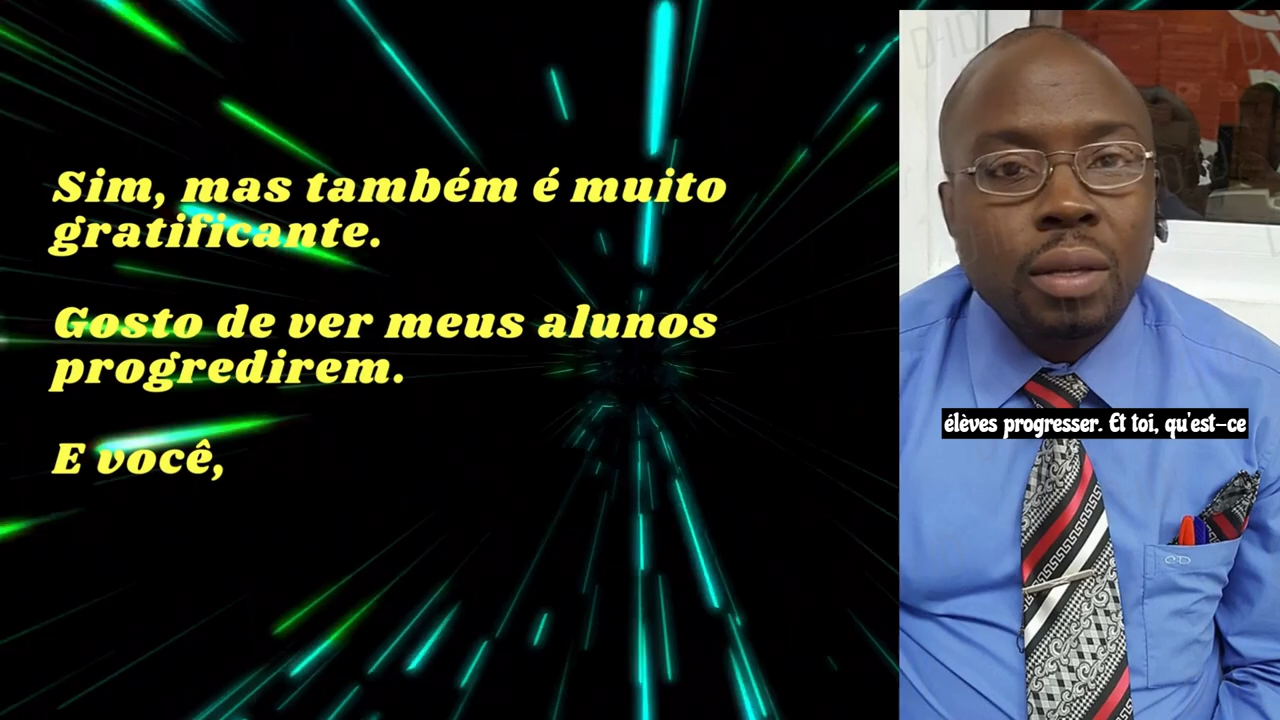 Sim, mas também é muito
gratificante.
Gosto de ver meus alunos
progredirem.
E você,
élèves progresser. Et toi, qu'est-ce